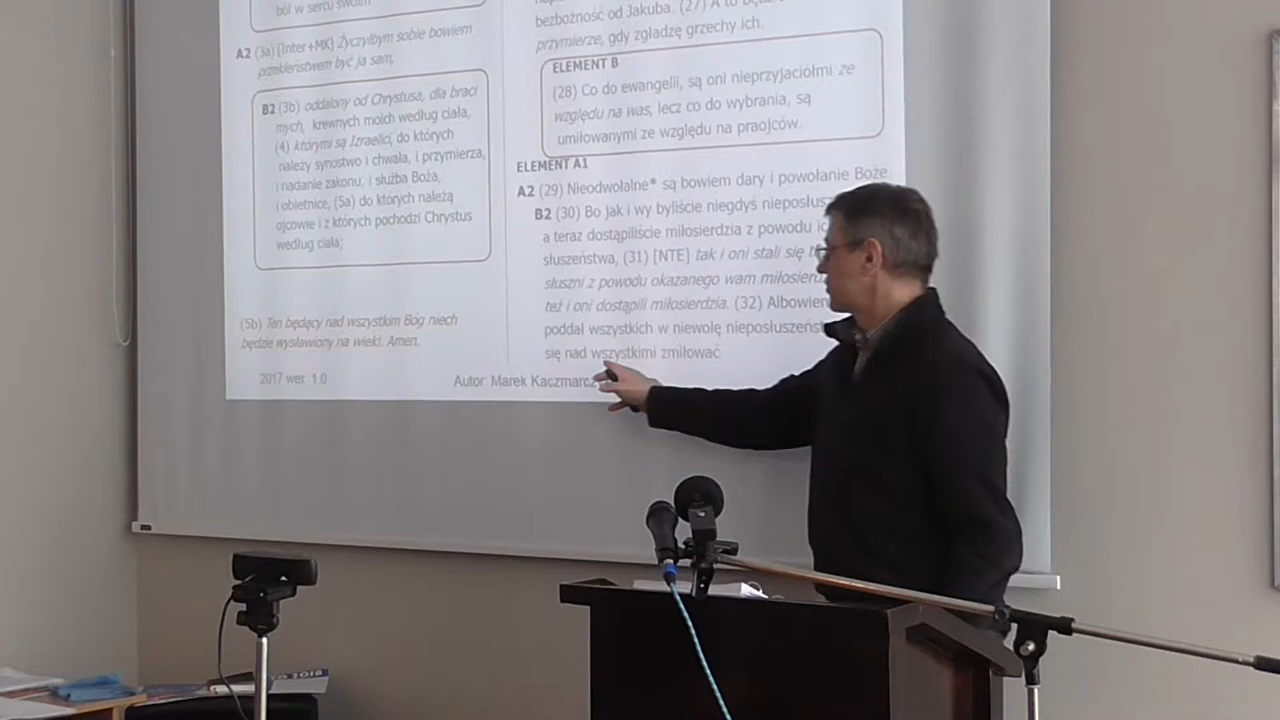 ból w sercu swoim
A2 (3a) [Inter+MK] Życzyłbym sobie bowiem
przekleństwem być ja sam,
B2 (3b) oddalony od Chrystusa, dla braci
mych, krewnych moich według ciała,
(4) którymi są Izraelici, do których
należy synostwo i chwała, i przymierza,
i nadanie zakonu, i służba Boża,
i obietnice, (5a) do których należą
ojcowie i z których pochodzi Chrystus
według ciała;
(5b) Ten będący nad wszystkim Bóg niech
będzie wysławiony na wieki. Amen.
2017 wer. 1.0
bezbożność od Jakuba. (27) A to
przymierze, gdy zgładzę grzechy ich.
ELEMENT B
(28) Co do ewangelii, są oni nieprzyjaciółmi ze
względu na was, lecz co do wybrania, są
umiłowanymi ze względu na praojców.
ELEMENT A1
A2 (29) Nieodwołalne* są bowiem dary i powołanie Boże.
B2 (30) Bo jak i wy byliście niegdyś
a teraz dostąpiliście miłosierdzia z powodu
słuszeństwa, (31) [NTE] tak i oni stali się
słuszni z powodu okazanego wam
też i oni dostąpili miłosierdzia. (32) Albowiem
poddał wszystkich w niewolę
się nad wszystkimi zmiłować.
Autor: Marek
2018